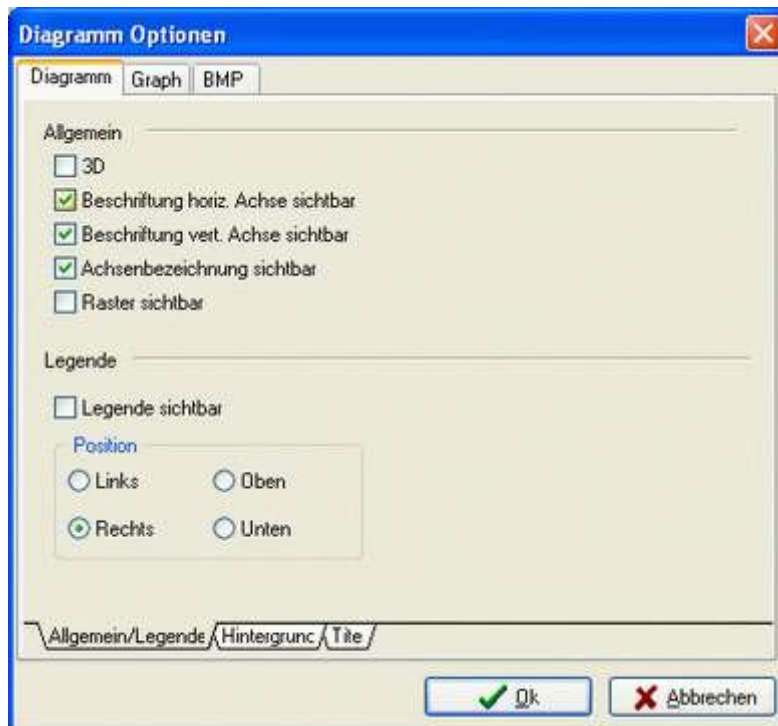 Diagramm Optionen
Diagramm Graph BMP
Allgemein
3D
Beschriftung horiz. Achse sichtbar
Beschriftung vert. Achse sichtbar
Achsenbezeichnung sichtbar
Raster sichtbar
Legende
Legende sichtbar
Position
Links Oben
Rechts Unten
Allgemein/Legende Hintergrunc Tite
Ok Abbrechen